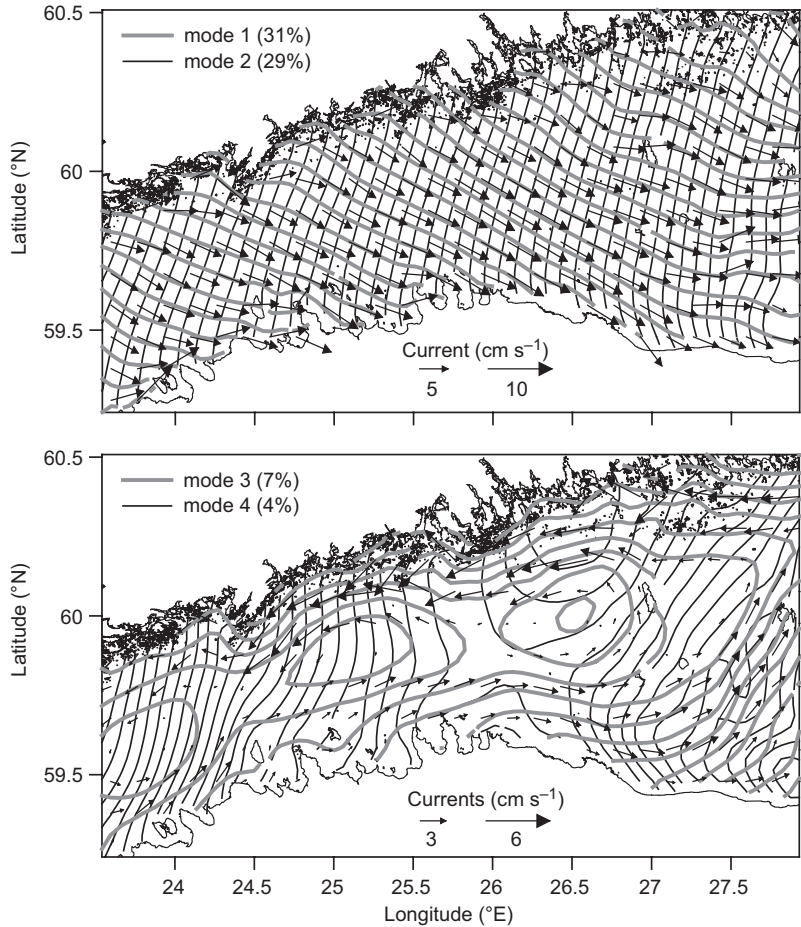 60.5
mode 1 (31%)
mode 2 (29%)
Latitude (°N)
60
59.5
Current (cm s⁻¹)
5 10
60.5
mode 3 (7%)
mode 4 (4%)
Latitude (°N)
60
59.5
Currents (cm s⁻¹)
3 6
24 24.5 25 25.5 26 26.5 27 27.5
Longitude (°E)